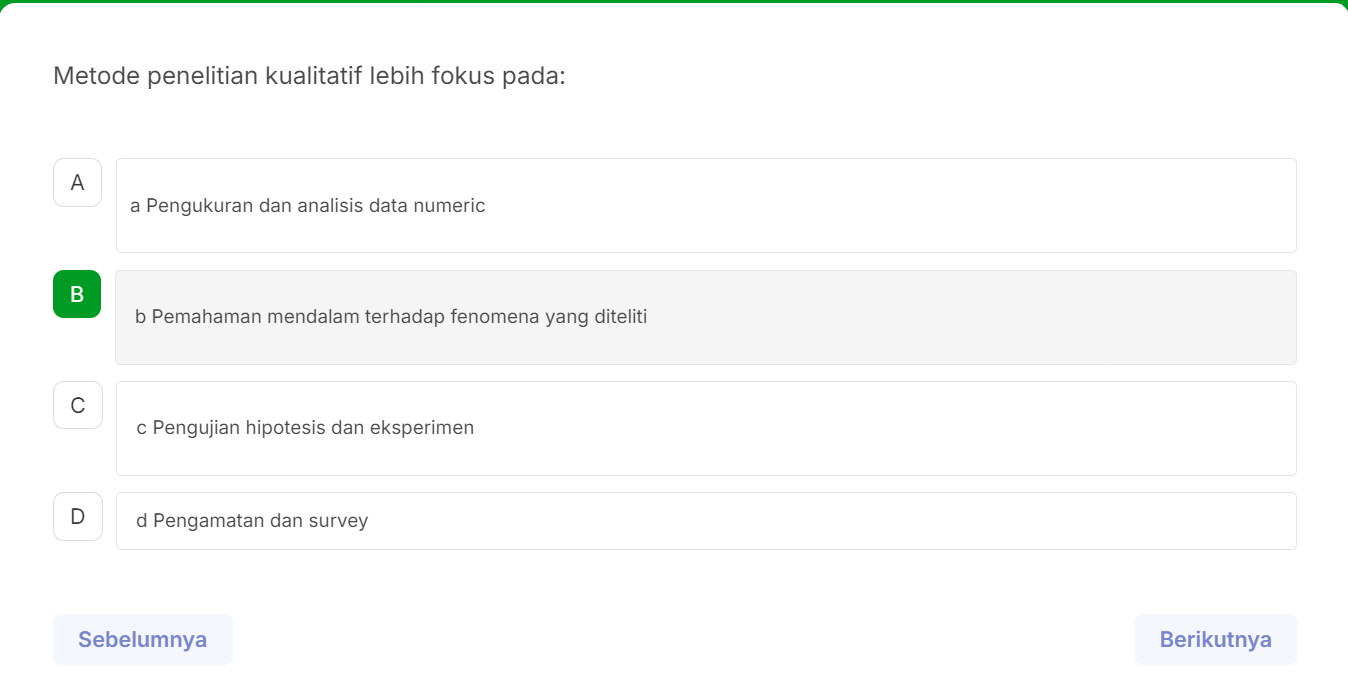 Metode penelitian kualitatif lebih fokus pada:
A
a Pengukuran dan analisis data numeric
B
b Pemahaman mendalam terhadap fenomena yang diteliti
C
c Pengujian hipotesis dan eksperimen
D
d Pengamatan dan survey
Sebelumnya
Berikutnya